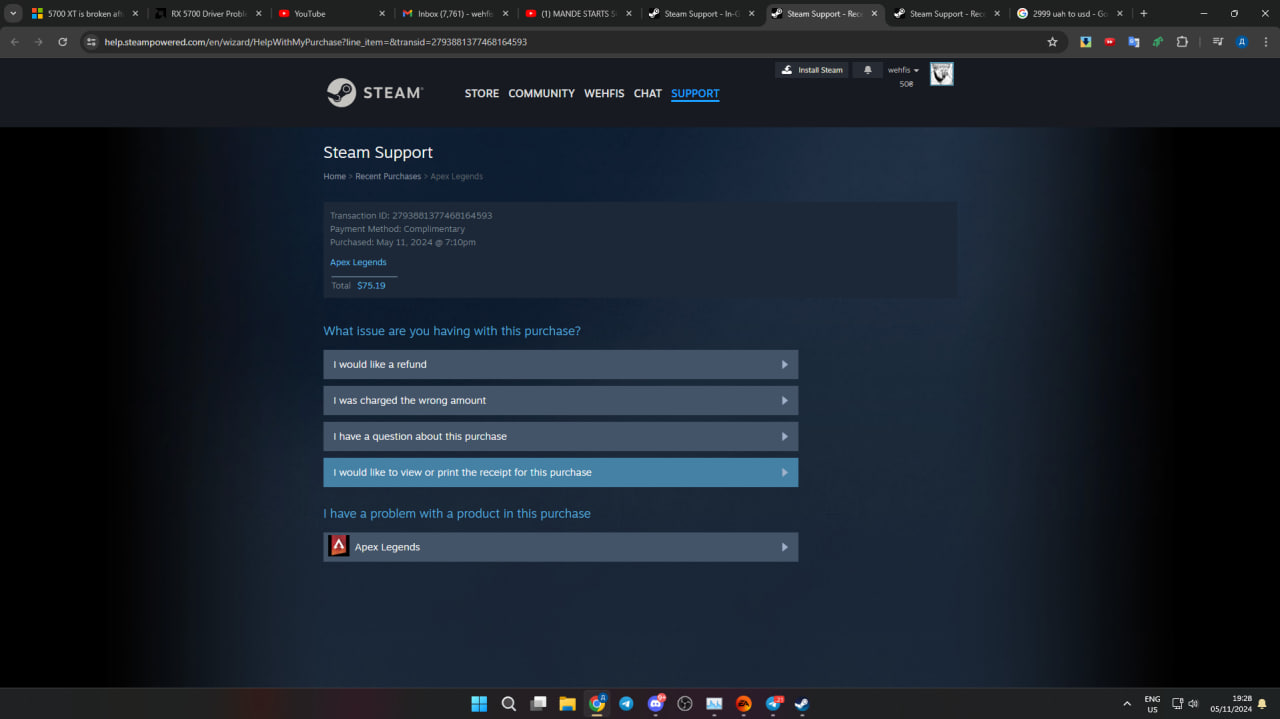 5700 XT is broken aft
RX 5700 Driver Probl
YouTube
Inbox (7,761) - wehfis
(1) MANDE STARTS S
Steam Support - In-G
Steam Support - Rec
Steam Support - Rec
2999 uah to usd - Go
help.steampowered.com/en/wizard/HelpWithMyPurchase?line_item=&transid=2793881377468164593
Д
Install Steam
wehfis
50₴
STEAM
STORE COMMUNITY WEHFIS CHAT SUPPORT
Steam Support
Home > Recent Purchases > Apex Legends
Transaction ID: 2793881377468164593
Payment Method: Complimentary
Purchased: May 11, 2024 @ 7:10pm
Apex Legends
Total $75.19
What issue are you having with this purchase?
I would like a refund
I was charged the wrong amount
I have a question about this purchase
I would like to view or print the receipt for this purchase
I have a problem with a product in this purchase
Apex Legends
ENG
US
19:28
05/11/2024